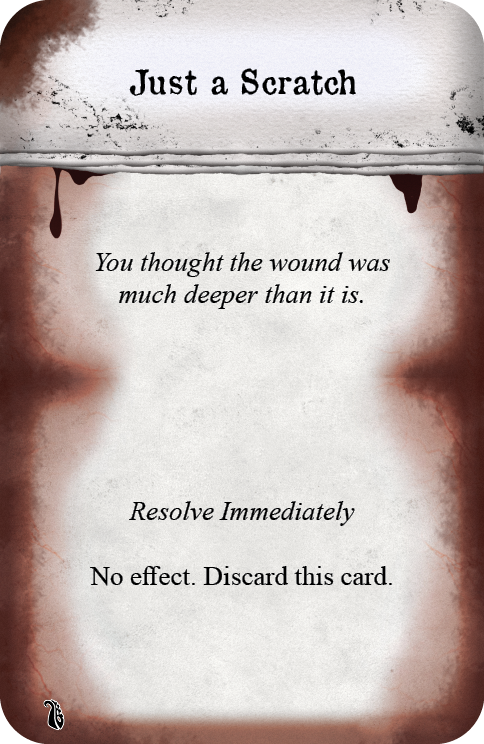 Just a Scratch
You thought the wound was
much deeper than it is.
Resolve Immediately
No effect. Discard this card.